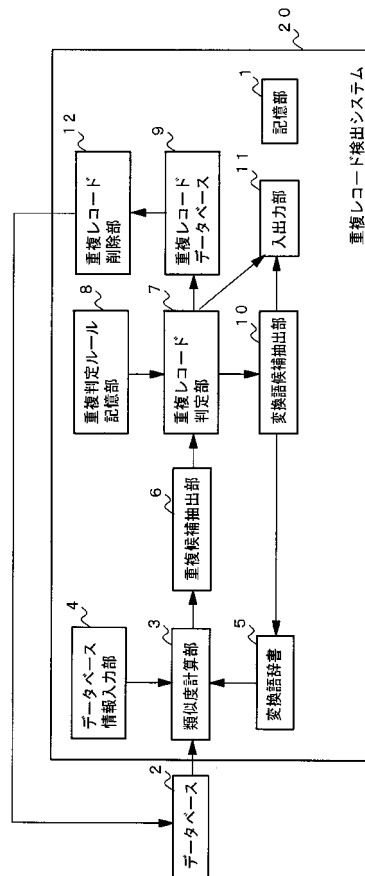 20
データベース
2
データベース
情報入力部
4
類似度計算部
3
変換語辞書
5
重複候補抽出部
6
重複判定ルール
記憶部
8
重複レコード
判定部
7
変換語候補抽出部
10
重複レコード
削除部
12
重複レコード
データベース
9
入出力部
11
記憶部
1
重複レコード検出システム